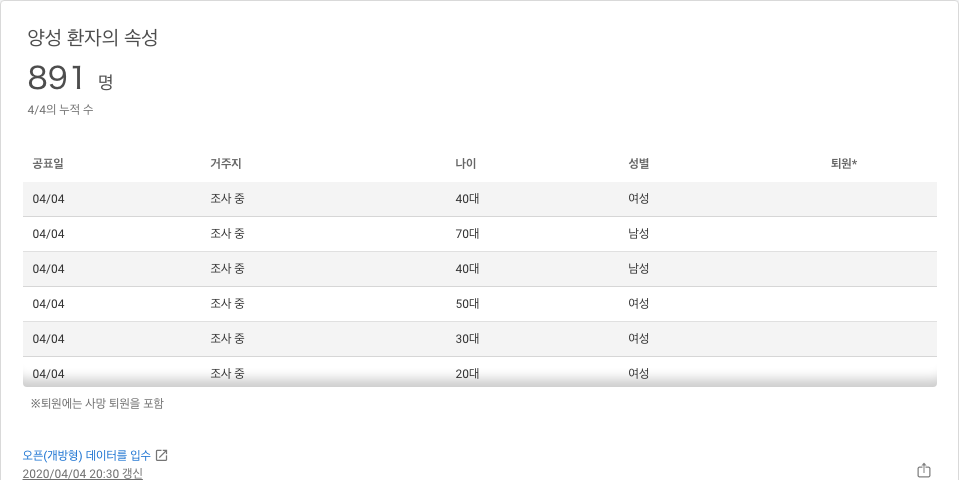 양성 환자의 속성
891 명
4/4의 누적 수
공표일 거주지 나이 성별 퇴원*
04/04 조사 중 40대 여성
04/04 조사 중 70대 남성
04/04 조사 중 40대 남성
04/04 조사 중 50대 여성
04/04 조사 중 30대 여성
04/04 조사 중 20대 여성
※퇴원에는 사망 퇴원을 포함
오픈(개방형) 데이터를 입수
2020/04/04 20:30 갱신